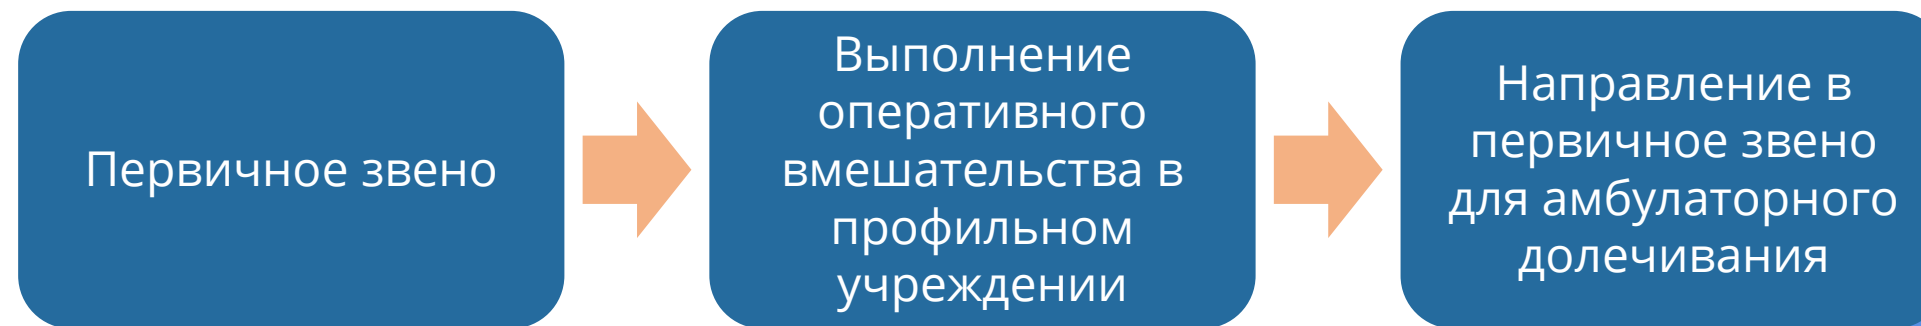 Первичное звено
Выполнение
оперативного
вмешательства в
профильном
учреждении
Направление в
первичное звено
для амбулаторного
долечивания